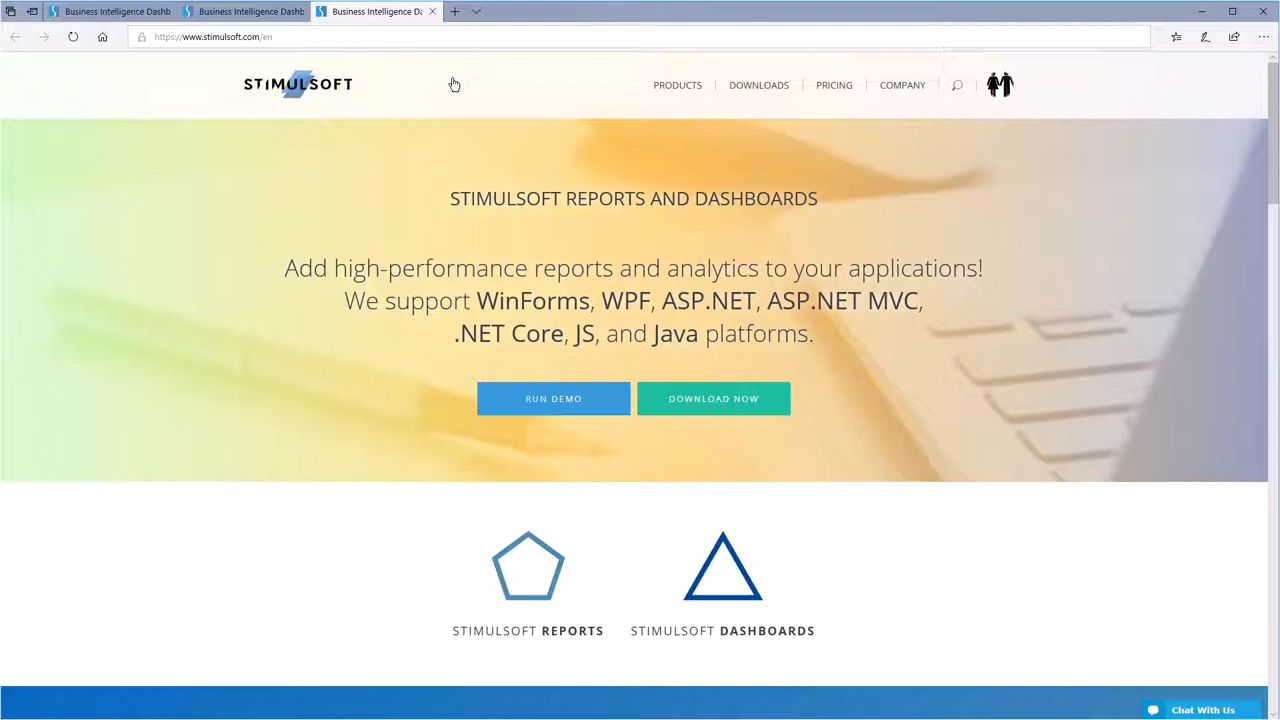 Business Intelligence Dashb
Business Intelligence Dashb
Business Intelligence Da
https://www.stimulsoft.com/en
STIMULSOFT
PRODUCTS
DOWNLOADS
PRICING
COMPANY
STIMULSOFT REPORTS AND DASHBOARDS
Add high-performance reports and analytics to your applications!
We support WinForms, WPF, ASP.NET, ASP.NET MVC,
.NET Core, JS, and Java platforms.
RUN DEMO
DOWNLOAD NOW
STIMULSOFT REPORTS
STIMULSOFT DASHBOARDS
Chat With Us